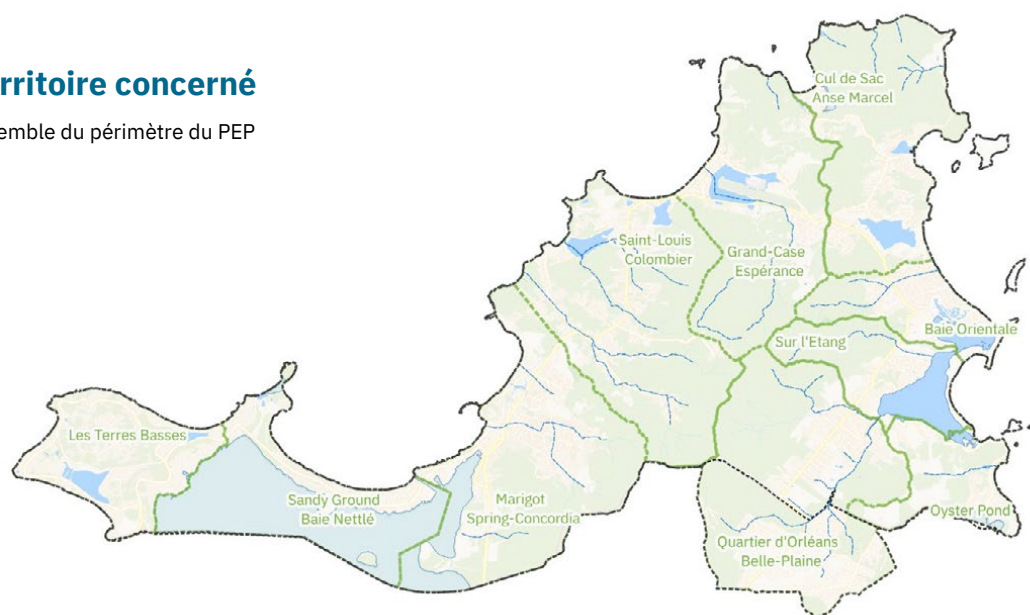 rritoire concerné
emble du périmètre du PEP
Cul de Sac
Anse Marcel
Saint-Louis
Colombier
Grand-Case
Espérance
Baie Orientale
Sur l'Etang
Les Terres Basses
Sandy Ground
Baie Nettlé
Marigot
Spring-Concordia
Oyster Pond
Quartier d'Orléans
Belle-Plaine